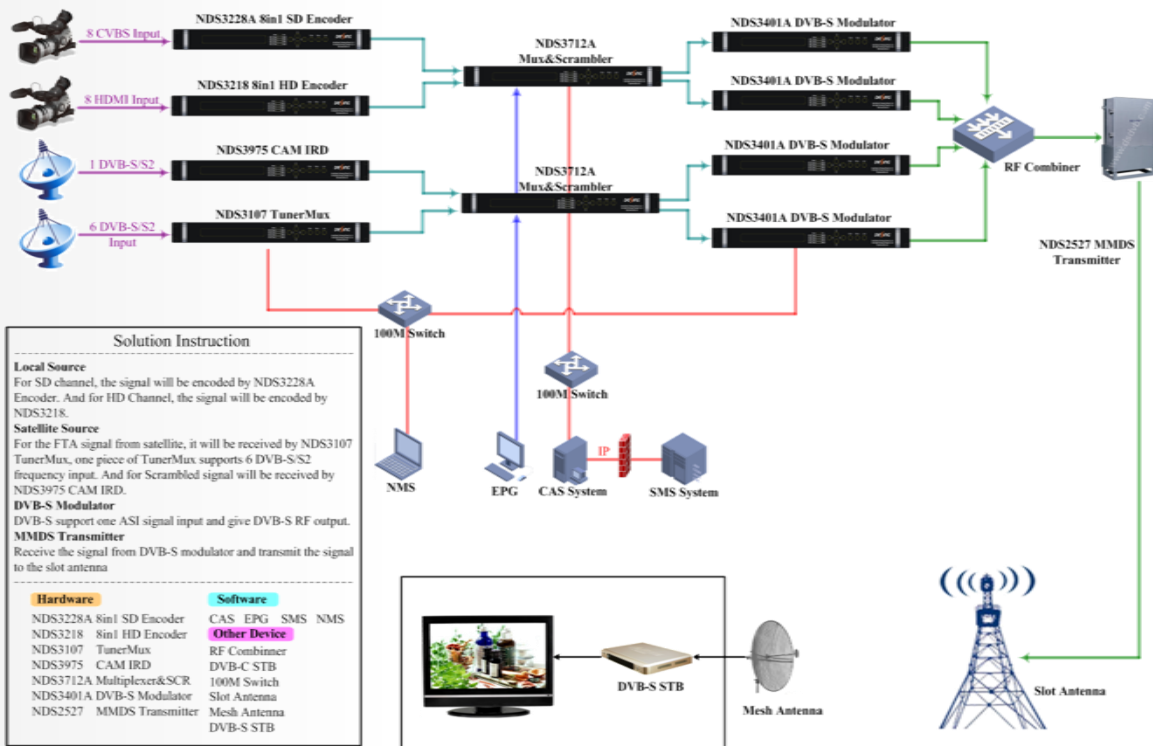 NDS3228A 8in1 SD Encoder
8 CVBS Input
NDS3218 8in1 HD Encoder
8 HDMI Input
NDS3975 CAM IRD
1 DVB-S/S2
NDS3107 TunerMux
6 DVB-S/S2
Input
NDS3712A
Mux&Scrambler
NDS3712A
Mux&Scrambler
NDS3401A DVB-S Modulator
NDS3401A DVB-S Modulator
NDS3401A DVB-S Modulator
NDS3401A DVB-S Modulator
RF Combiner
NDS2527 MMDS
Transmitter
100M Switch
100M Switch
NMS
EPG
CAS System
IP
SMS System
Solution Instruction
Local Source
For SD channel, the signal will be encoded by NDS3228A
Encoder. And for HD Channel, the signal will be encoded by
NDS3218.
Satellite Source
For the FTA signal from satellite, it will be received by NDS3107
TunerMux, one piece of TunerMux supports 6 DVB-S/S2
frequency input. And for Scrambled signal will be received by
NDS3975 CAM IRD.
DVB-S Modulator
DVB-S support one ASI signal input and give DVB-S RF output.
MMDS Transmitter
Receive the signal from DVB-S modulator and transmit the signal
to the slot antenna
Hardware
NDS3228A 8in1 SD Encoder
NDS3218 8in1 HD Encoder
NDS3107 TunerMux
NDS3975 CAM IRD
NDS3712A Multiplexer&SCR
NDS3401A DVB-S Modulator
NDS2527 MMDS Transmitter
Software
CAS EPG SMS NMS
Other Device
RF Combinner
DVB-C STB
100M Switch
Slot Antenna
Mesh Antenna
DVB-S STB
DVB-S STB
Mesh Antenna
Slot Antenna